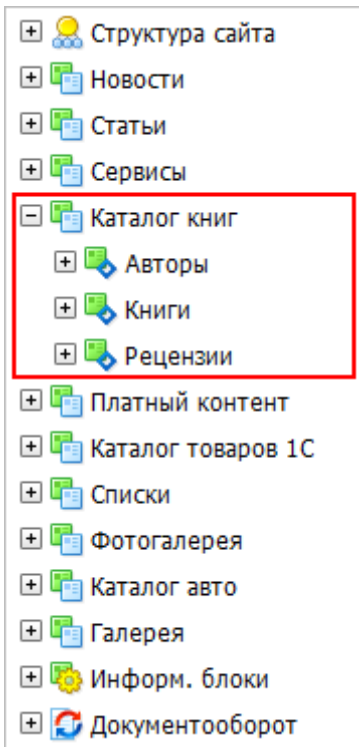 Структура сайта
Новости
Статьи
Сервисы
Каталог книг
Авторы
Книги
Рецензии
Платный контент
Каталог товаров 1С
Списки
Фотогалерея
Каталог авто
Галерея
Информ. блоки
Документооборот